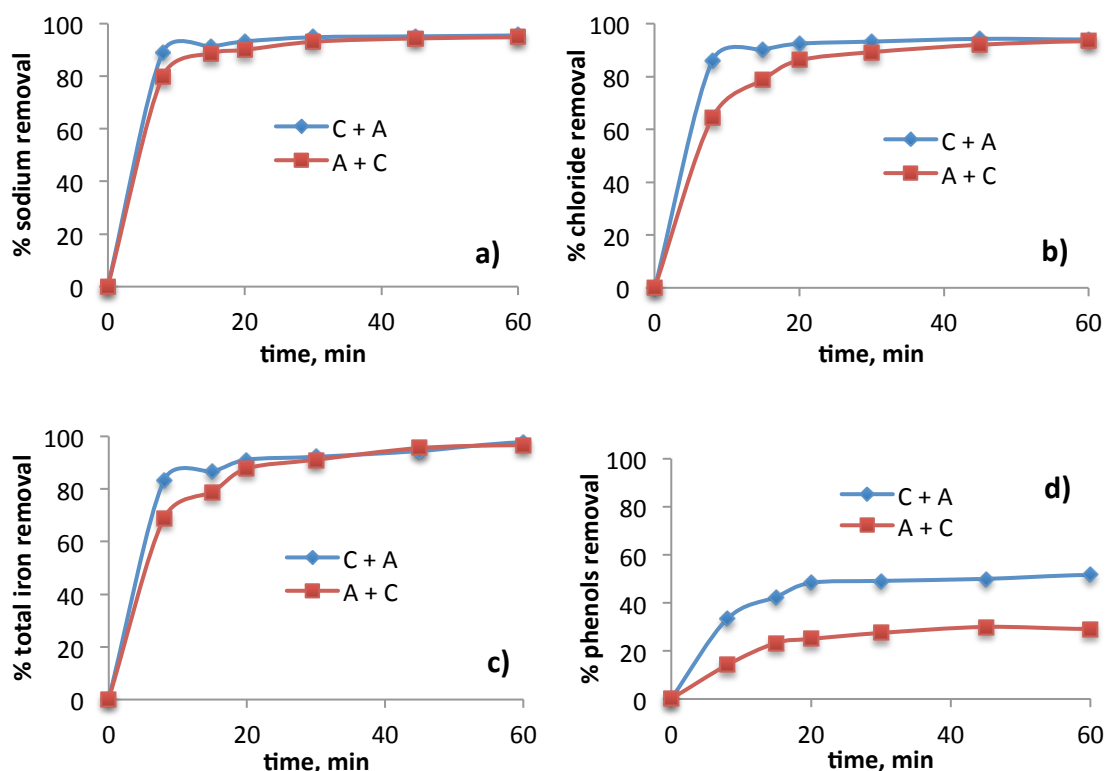 100
80
60
40
20
0
% sodium removal
C + A
A + C
a)
0 20 40 60
time, min
100
80
60
40
20
0
% chloride removal
C + A
A + C
b)
0 20 40 60
time, min
100
80
60
40
20
0
% total iron removal
C + A
A + C
c)
0 20 40 60
time, min
100
80
60
40
20
0
% phenols removal
C + A
A + C
d)
0 20 40 60
time, min